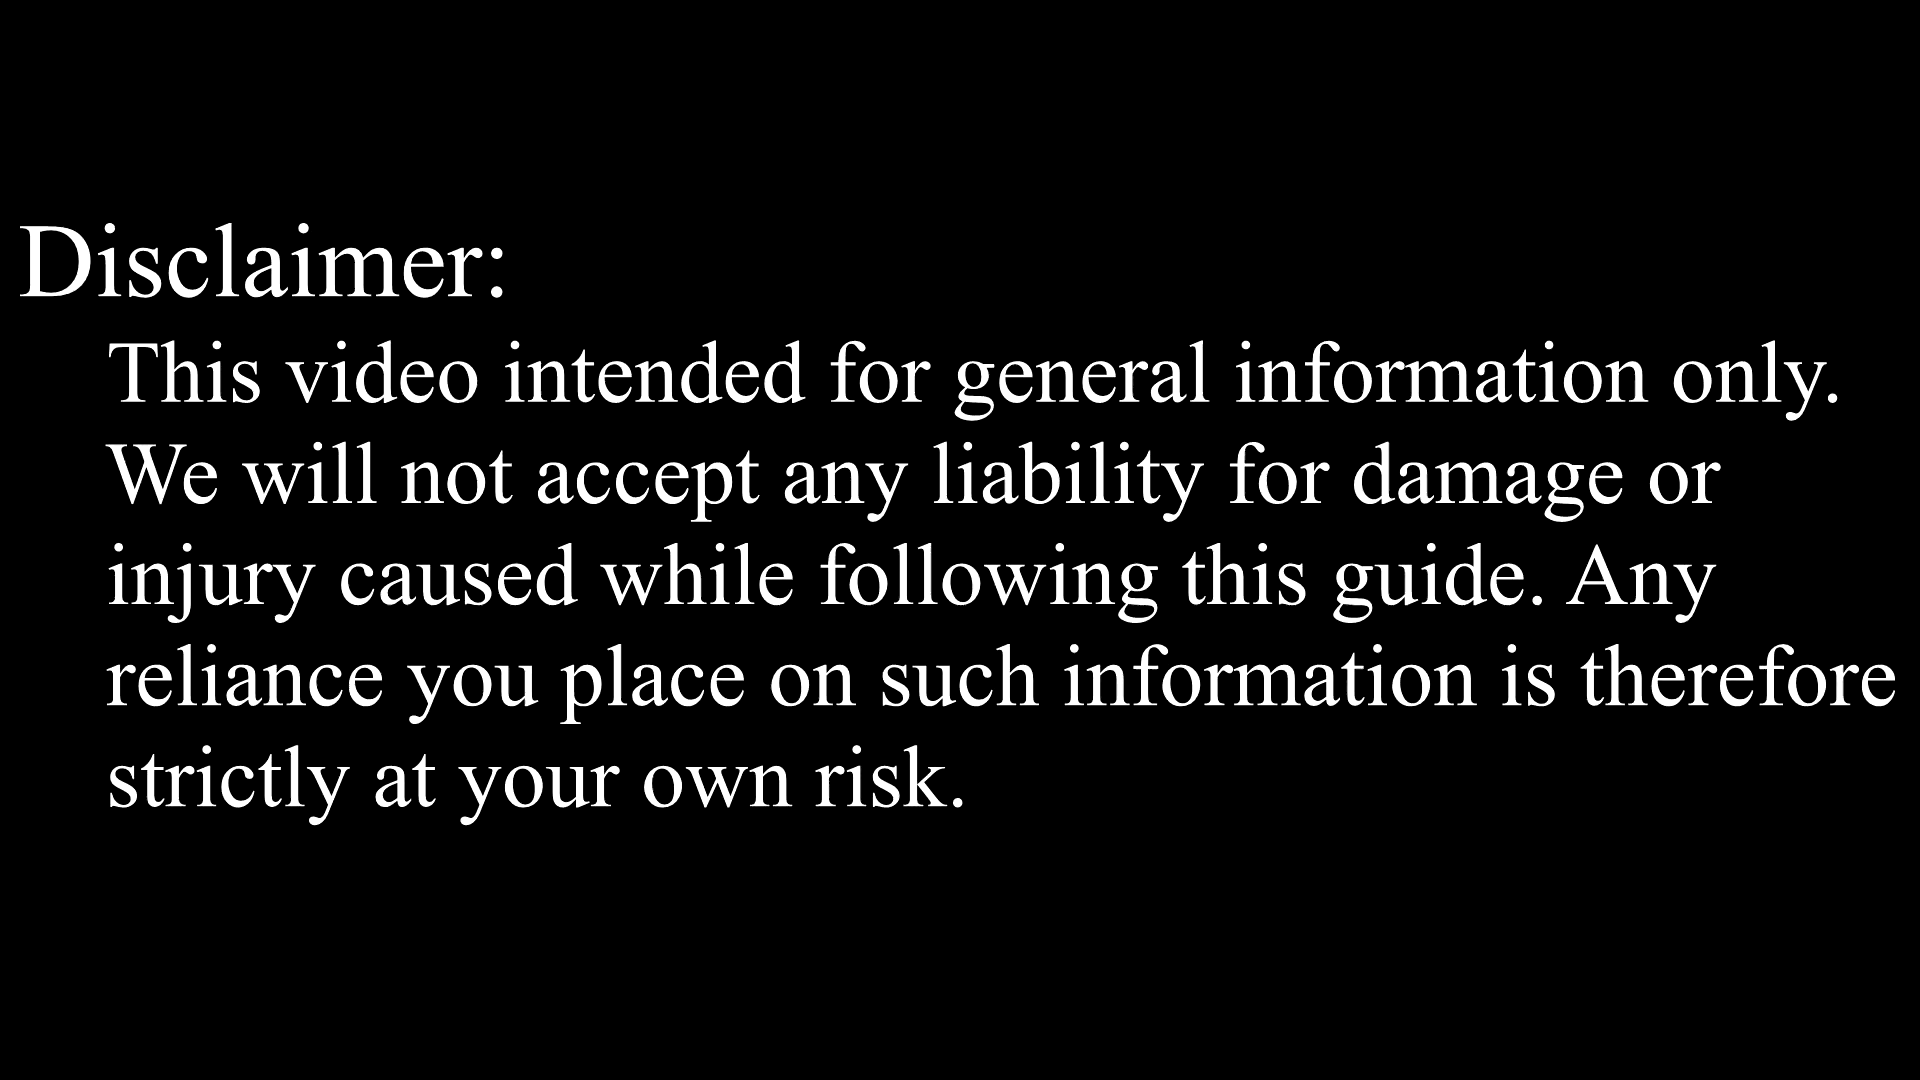 Disclaimer:
This video intended for general information only.
We will not accept any liability for damage or
injury caused while following this guide. Any
reliance you place on such information is therefore
strictly at your own risk.